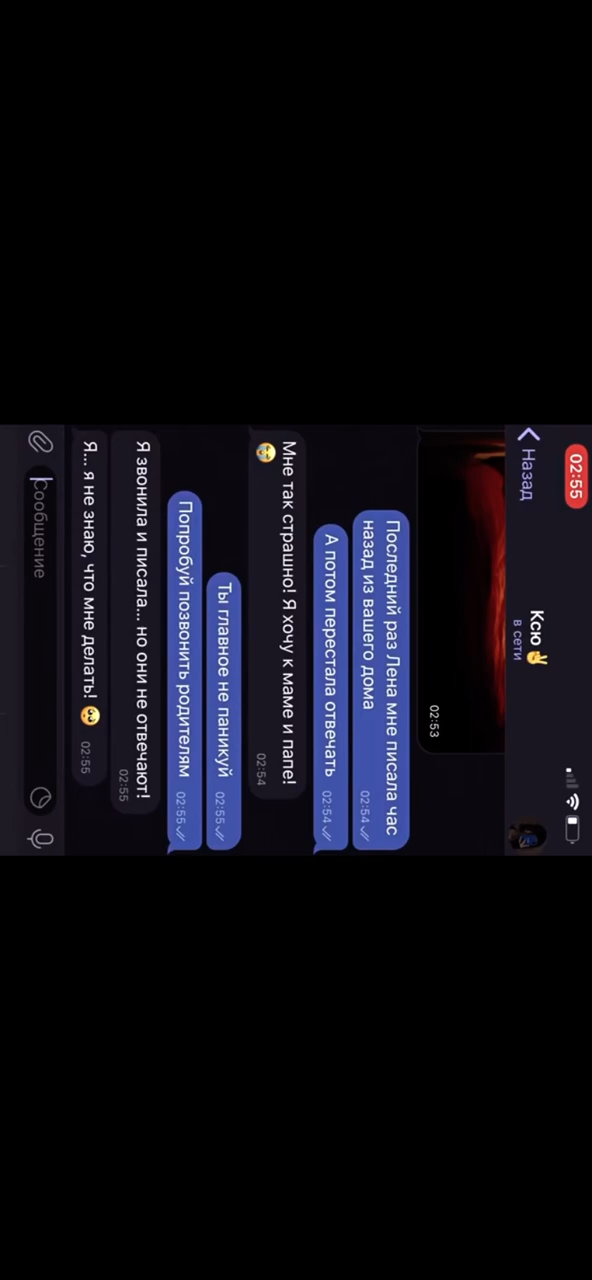 02:55
Назад
Ксю✌️
в сети
02:53
Последний раз Лена мне писала час
назад из вашего дома 02:54
А потом перестала отвечать 02:54
Мне так страшно! Я хочу к маме и папе!
😭 02:54
Ты главное не паникуй 02:55
Попробуй позвонить родителям 02:55
Я звонила и писала... но они не отвечают!
02:55
Я... я не знаю, что мне делать! 🥺 02:55
Сообщение